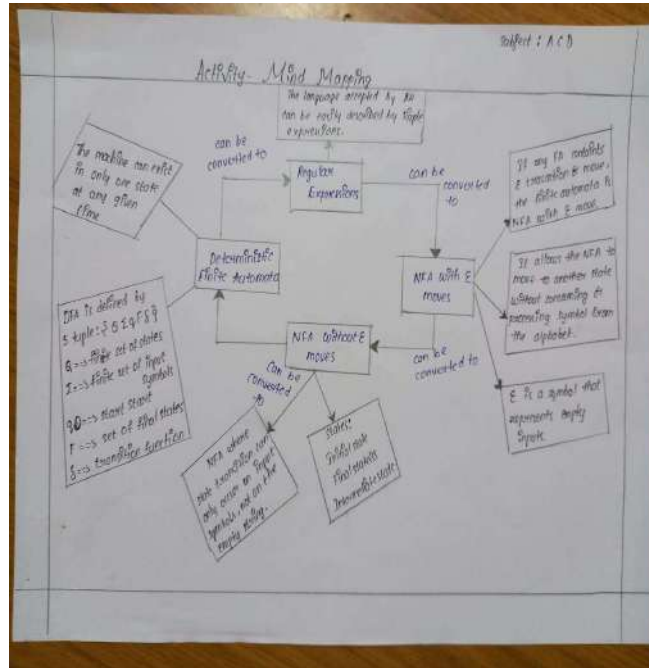 Subject : ACD
Activity - Mind Mapping
The language accepted by FA
can be easily described by simple
expressions.
can be
converted to
Regular
Expressions
can be
converted
to
The machine can exist
in only one state
at any given
time
If any FA contains
ε transaction or move,
the finite automata is
NFA with ε move.
Deterministic
Finite Automata
NFA with ε
moves
It allows the NFA to
move to another state
without consuming or
processing symbol from
the alphabet.
DFA is defined by
5 tuple : { Q Σ q F δ }
Q => finite set of states
Σ => finite set of input
symbols
q0 => start start
F ==> set of final states
δ => transition function
NFA without ε
moves
can be
converted to
can be
converted
to
ε is a symbol that
represents empty
inputs.
NFA where
state transition can
only occur on input
symbols, not on the
empty string.
States:
initial state
Final states
Intermediate state